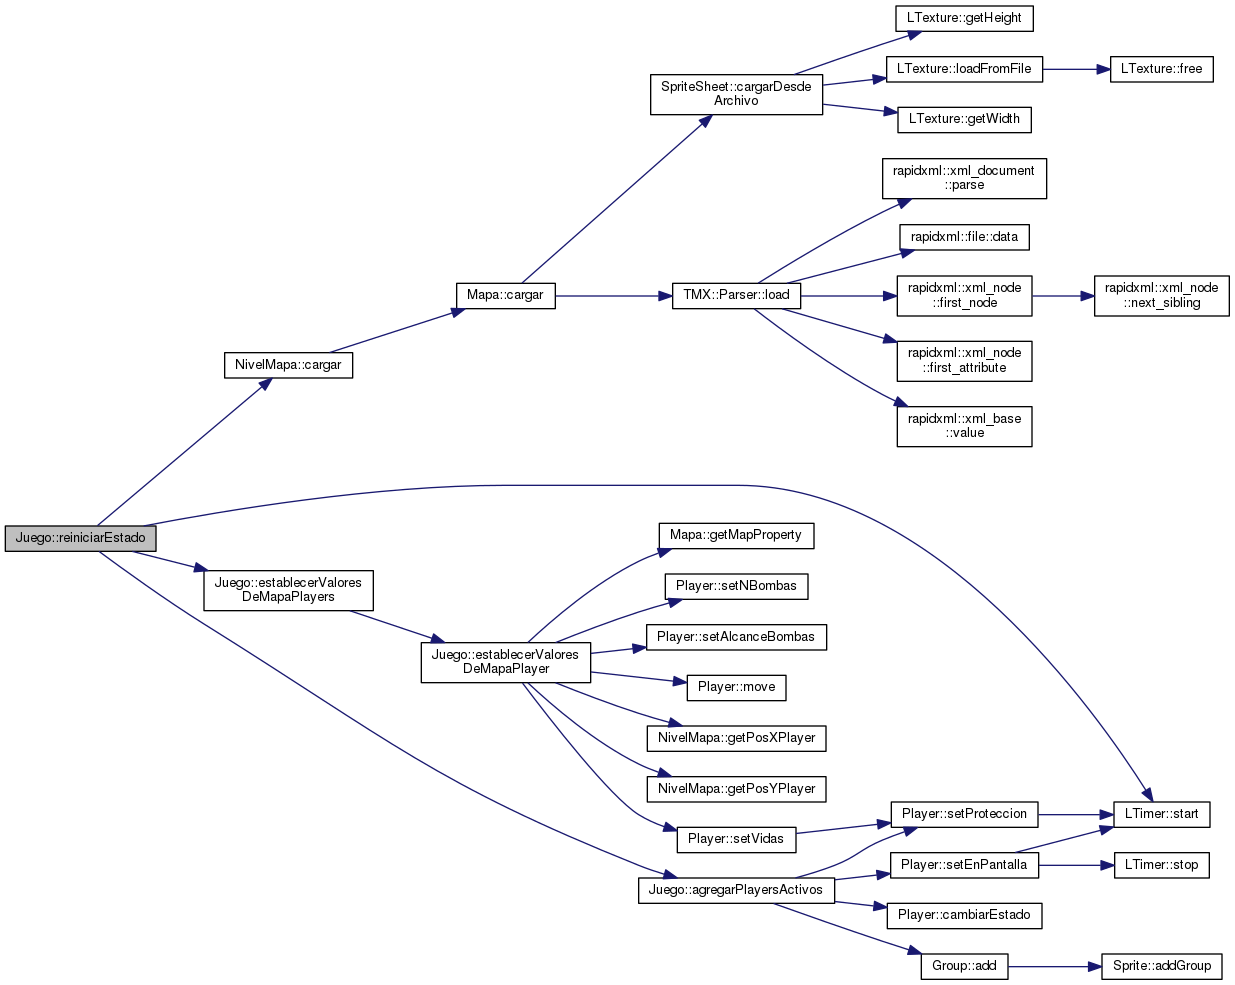 LTexture::getHeight
LTexture::loadFromFile
LTexture::free
SpriteSheet::cargarDesde
Archivo
LTexture::getWidth
rapidxml::xml_document
::parse
rapidxml::file::data
Mapa::cargar
TMX::Parser::load
rapidxml::xml_node
::first_node
rapidxml::xml_node
::next_sibling
NivelMapa::cargar
rapidxml::xml_node
::first_attribute
rapidxml::xml_base
::value
Juego::reiniciarEstado
Mapa::getMapProperty
Juego::establecerValores
DeMapaPlayers
Player::setNBombas
Player::setAlcanceBombas
Juego::establecerValores
DeMapaPlayer
Player::move
NivelMapa::getPosXPlayer
NivelMapa::getPosYPlayer
Player::setVidas
Player::setProteccion
LTimer::start
Juego::agregarPlayersActivos
Player::setEnPantalla
LTimer::stop
Player::cambiarEstado
Group::add
Sprite::addGroup